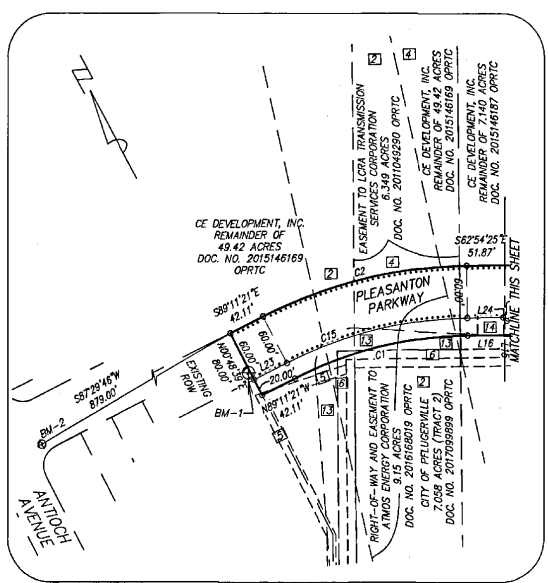 N
CE DEVELOPMENT, INC.
REMAINDER OF
49.42 ACRES
DOC. NO. 2015146169
OPRTC
EASEMENT TO LCRA TRANSMISSION
SERVICES CORPORATION
6.349 ACRES
DOC. NO. 2011049290 OPRTC
2
4
CE DEVELOPMENT, INC.
REMAINDER OF 49.42 ACRES
DOC. NO. 2015146169 OPRTC
CE DEVELOPMENT, INC.
REMAINDER OF 7.140 ACRES
DOC. NO. 2015146187 OPRTC
S62°54'25"E
51.87'
S89°11'21"E
42.11'
2
4
C2
PLEASANTON
PARKWAY
60.00'
60.00'
60.00'
N00°48'39"E
80.00'
L23
C15
L24
14
L16
MATCHLINE THIS SHEET
13
13
C1
6
20.00'
N89°11'21"W
42.11'
5
6
13
5
BM-1
EXISTING
ROW
S87°29'46"W
879.00'
BM-2
ANTIOCH
AVENUE
RIGHT-OF-WAY AND EASEMENT TO
ATMOS ENERGY CORPORATION
9.15 ACRES
DOC. NO. 2016168019 OPRTC
2
CITY OF PFLUGERVILLE
7.058 ACRES (TRACT 2)
DOC. NO. 2017099899 OPRTC